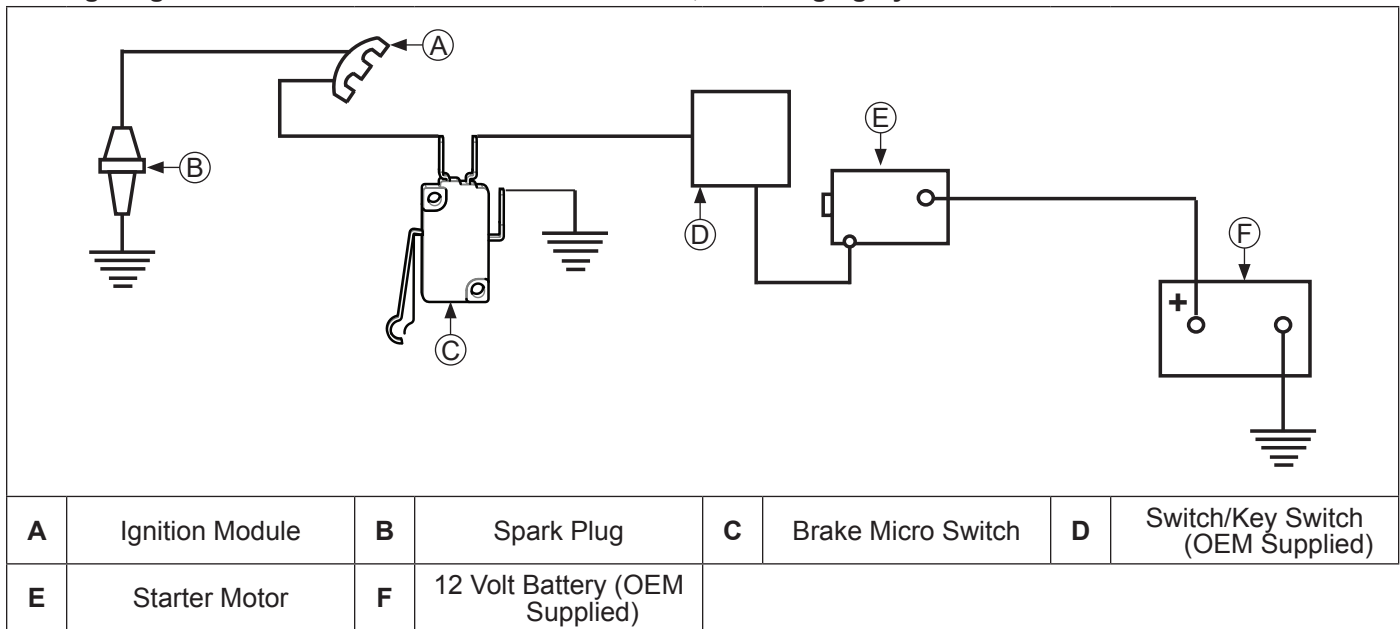 A
B
E
D
F
+
C
A Ignition Module B Spark Plug C Brake Micro Switch D Switch/Key Switch
(OEM Supplied)
E Starter Motor F 12 Volt Battery (OEM
Supplied)